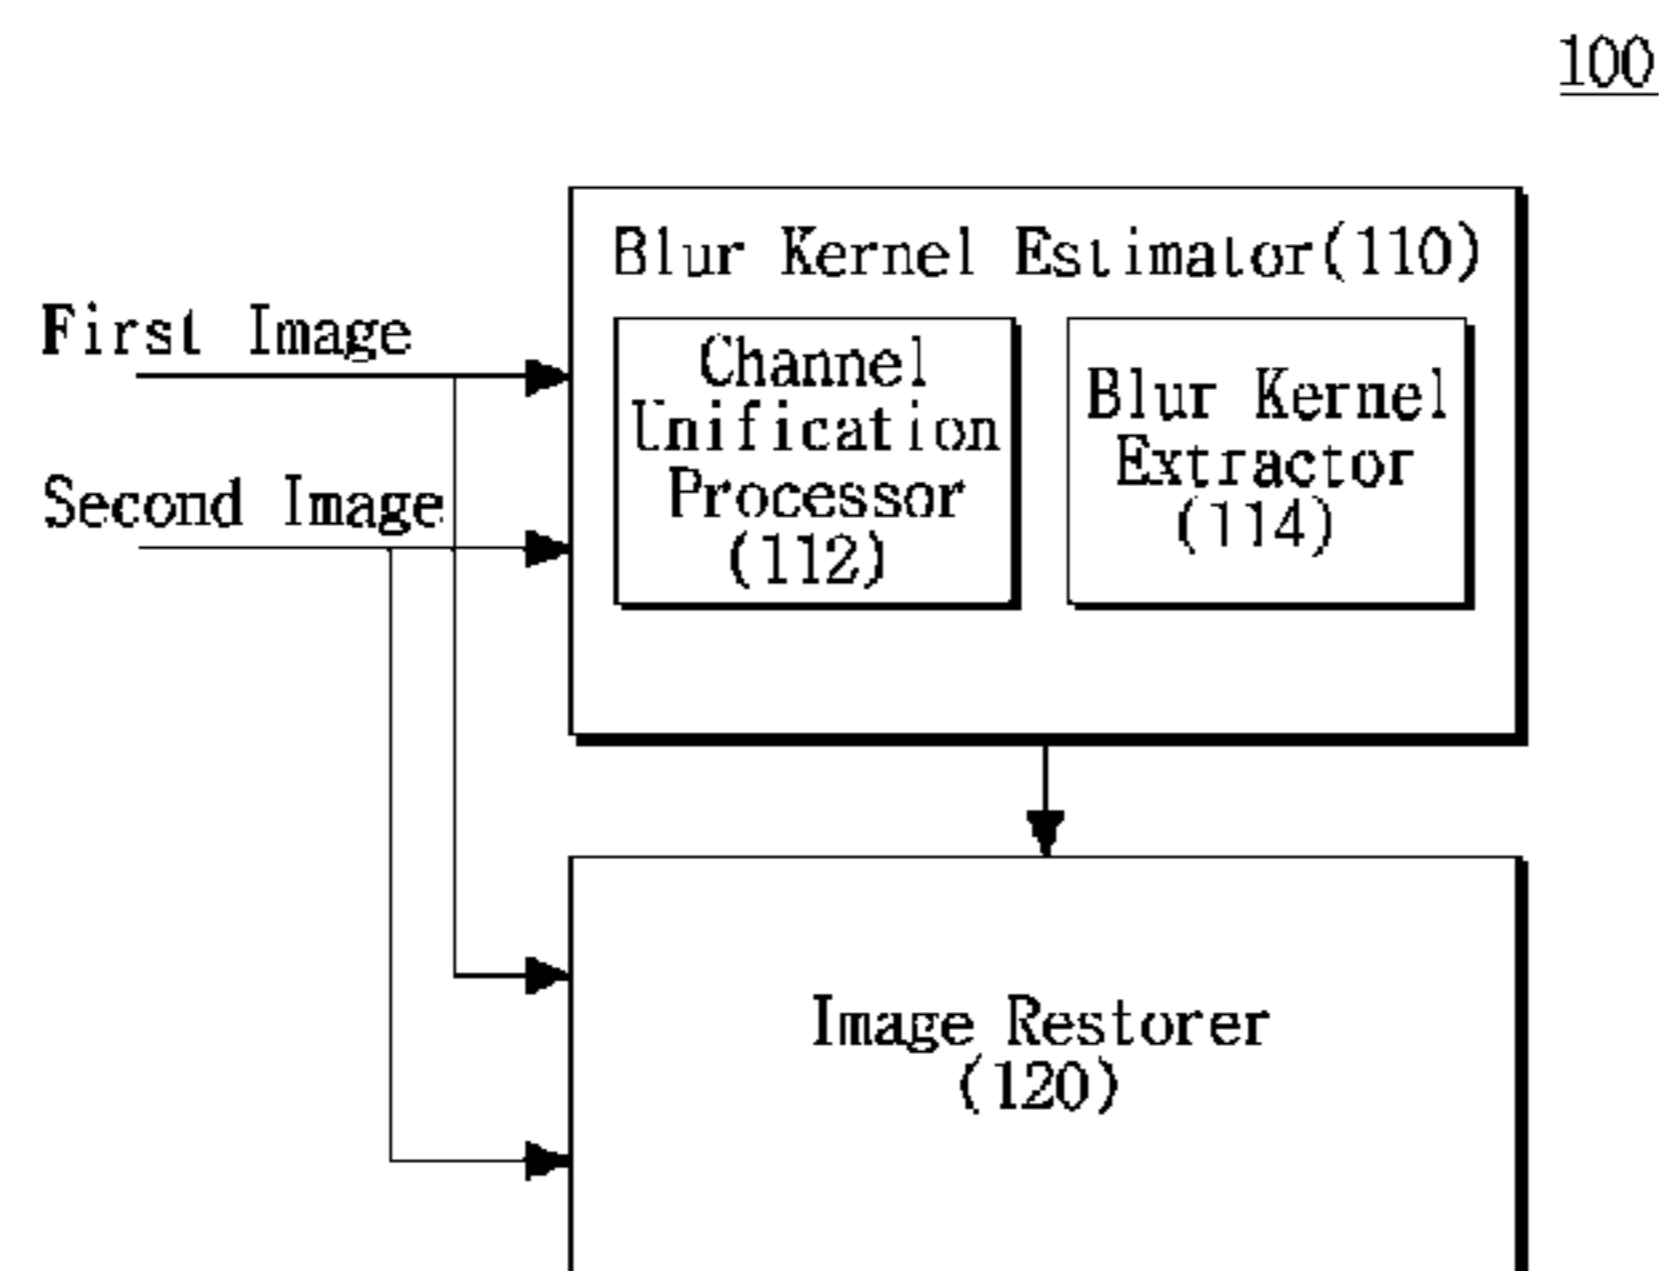 100
Blur Kernel Estimator(110)
First Image
Second Image
Channel
Unification
Processor
(112)
Blur Kernel
Extractor
(114)
Image Restorer
(120)